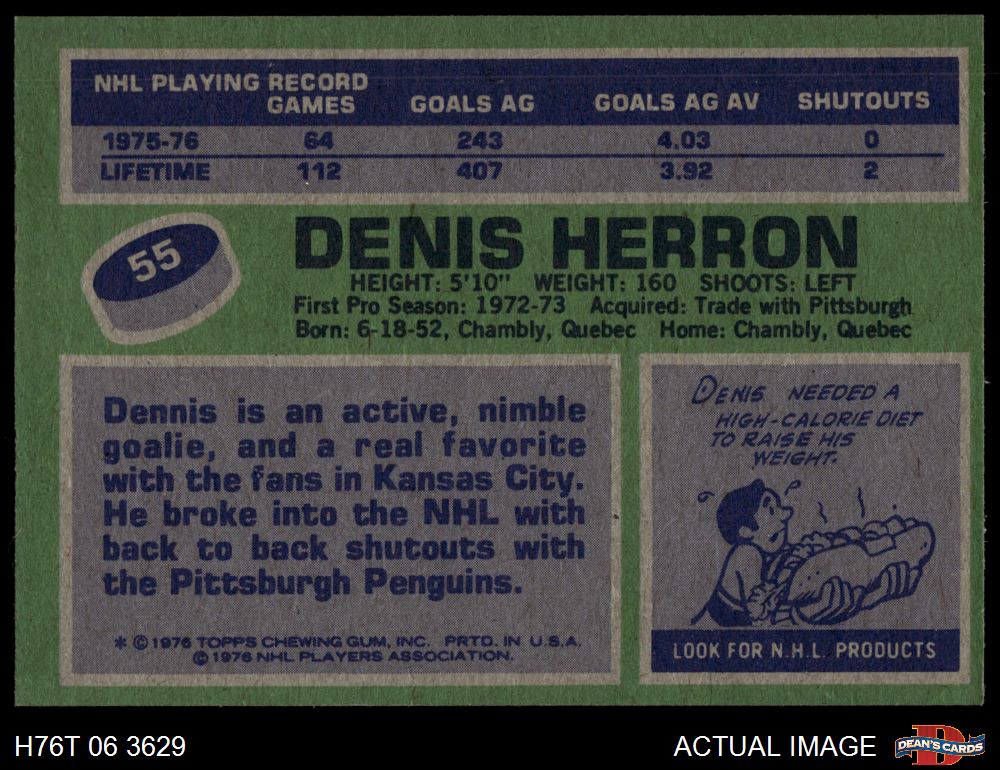 NHL PLAYING RECORD
GAMES GOALS AG GOALS AG AV SHUTOUTS
1975-76 64 243 4.03 0
LIFETIME 112 407 3.92 2
55
DENIS HERRON
HEIGHT: 5'10" WEIGHT: 160 SHOOTS: LEFT
First Pro Season: 1972-73 Acquired: Trade with Pittsburgh
Born: 6-18-52, Chambly, Quebec Home: Chambly, Quebec
Dennis is an active, nimble
goalie, and a real favorite
with the fans in Kansas City.
He broke into the NHL with
back to back shutouts with
the Pittsburgh Penguins.
* © 1976 TOPPS CHEWING GUM, INC. PRTD. IN U.S.A.
© 1976 NHL PLAYERS ASSOCIATION.
DENIS NEEDED A
HIGH-CALORIE DIET
TO RAISE HIS
WEIGHT.
LOOK FOR N.H.L. PRODUCTS
H76T 06 3629
ACTUAL IMAGE
D
DEAN'S CARDS